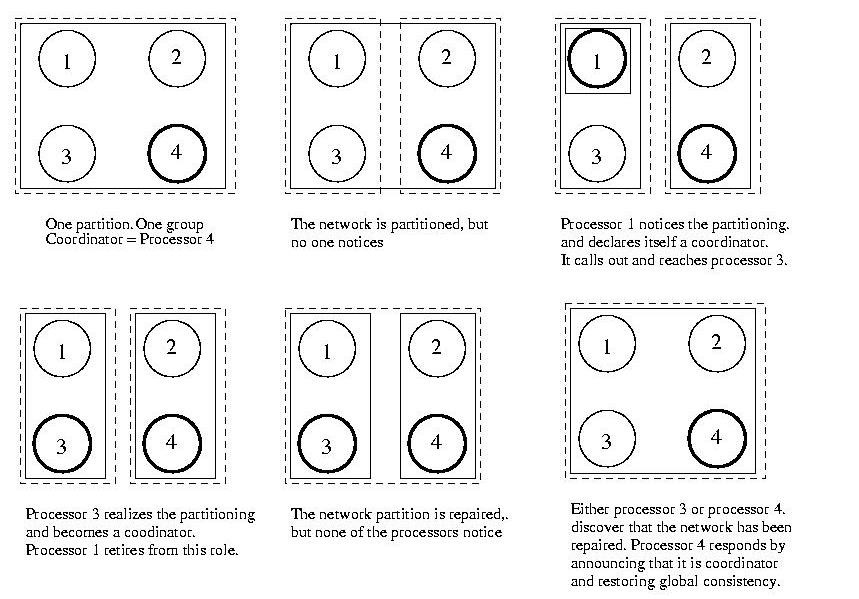 1 2
3 4
One partition. One group
Coordinator = Processor 4
1 2
3 4
The network is partitioned, but
no one notices
1 2
3 4
Processor 1 notices the partitioning.
and declares itself a coordinator.
It calls out and reaches processor 3.
1 2
3 4
Processor 3 realizes the partitioning
and becomes a coodinator.
Processor 1 retires from this role.
1 2
3 4
The network partition is repaired,.
but none of the processors notice
1 2
3 4
Either processor 3 or processor 4.
discover that the network has been
repaired. Processor 4 responds by
announcing that it is coordinator
and restoring global consistency.